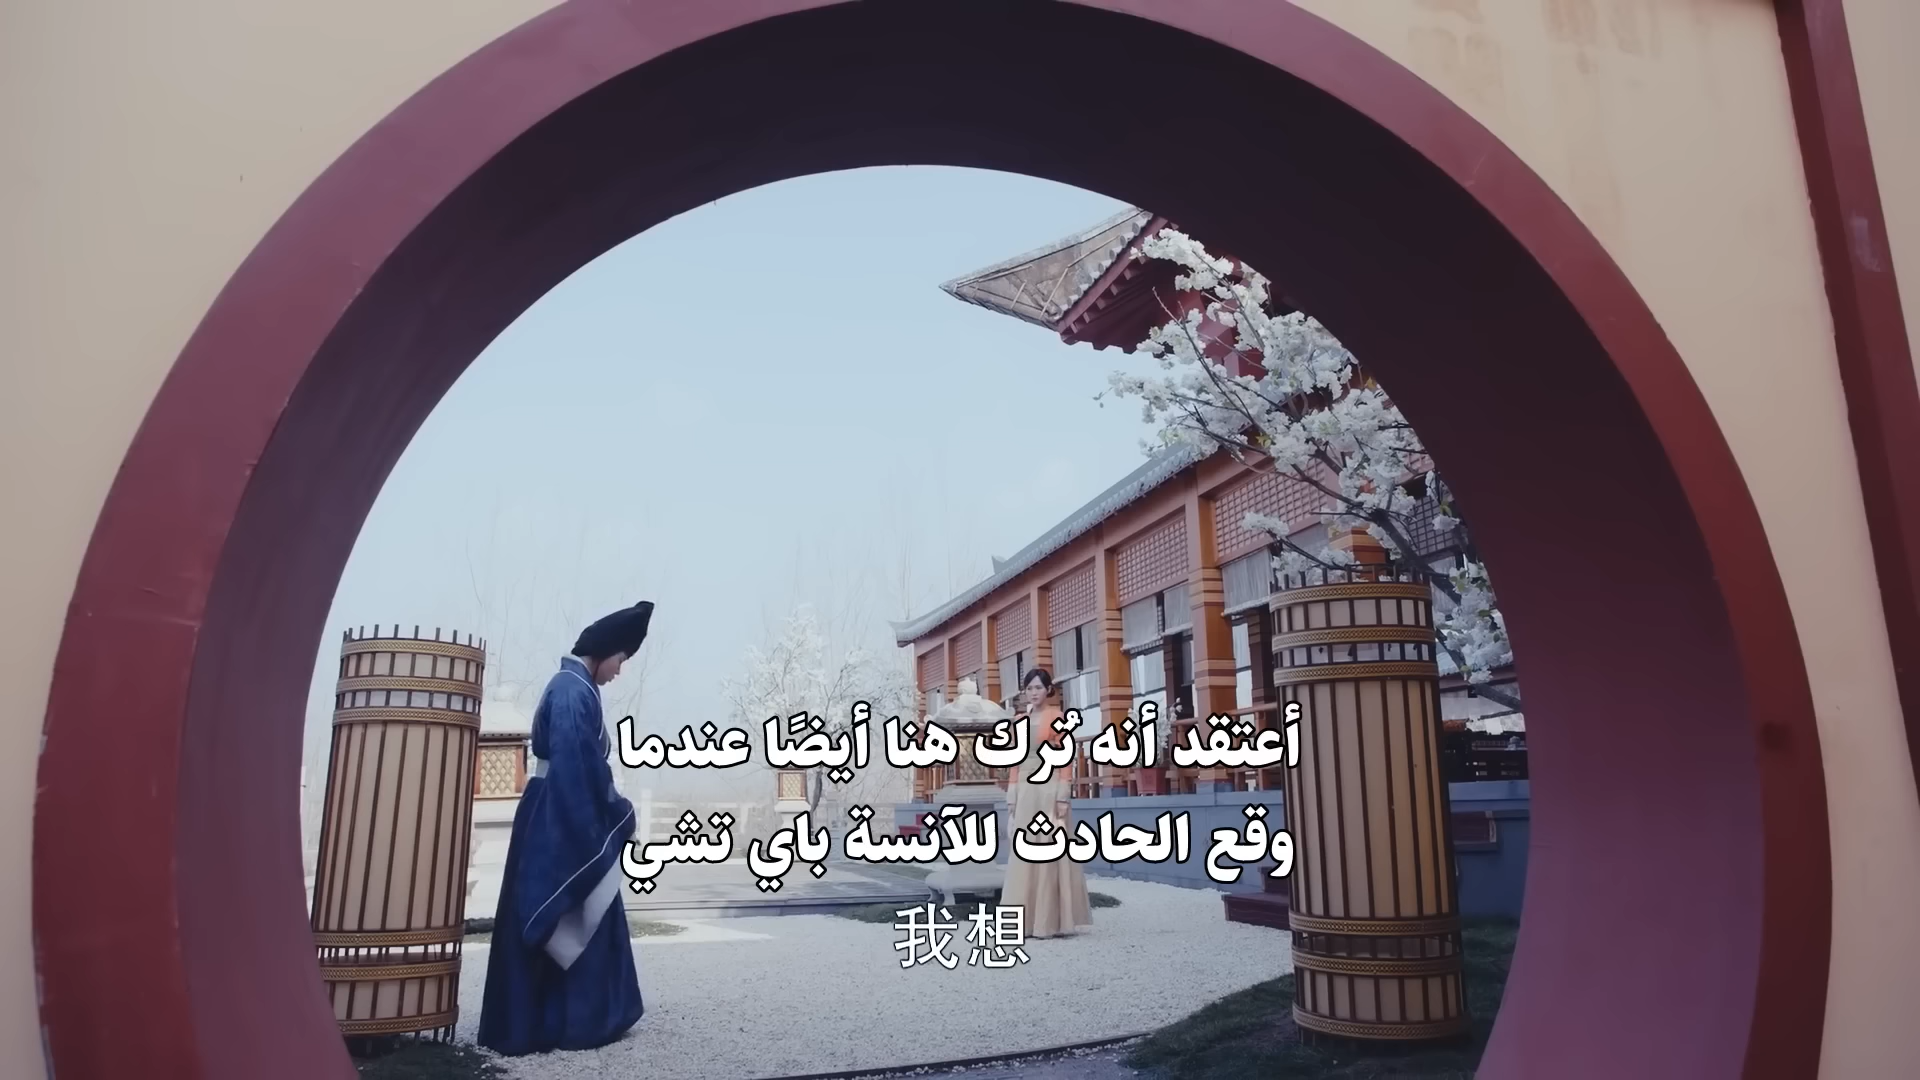 أعتقد أنه تُرك هنا أيضًا عندما
وقع الحادث للآنسة باي تشي
我想